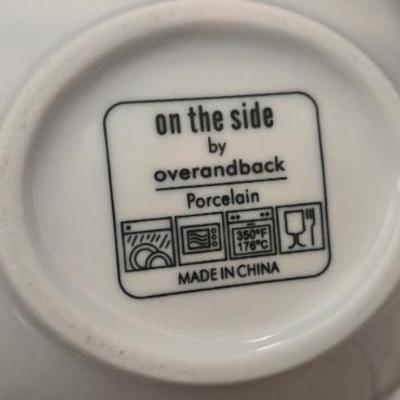 on the side
by
overandback
Porcelain
350°F
176°C
MADE IN CHINA